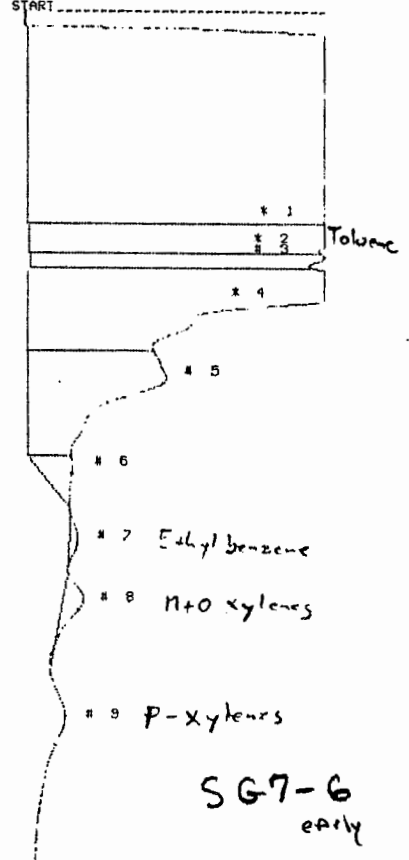 START
* 1
* 2 Toluene
# 3
* 4
# 5
# 6
# 7 Ethyl benzene
# 8 M+O xylenes
# 9 P-xylenes
SG7-6
early